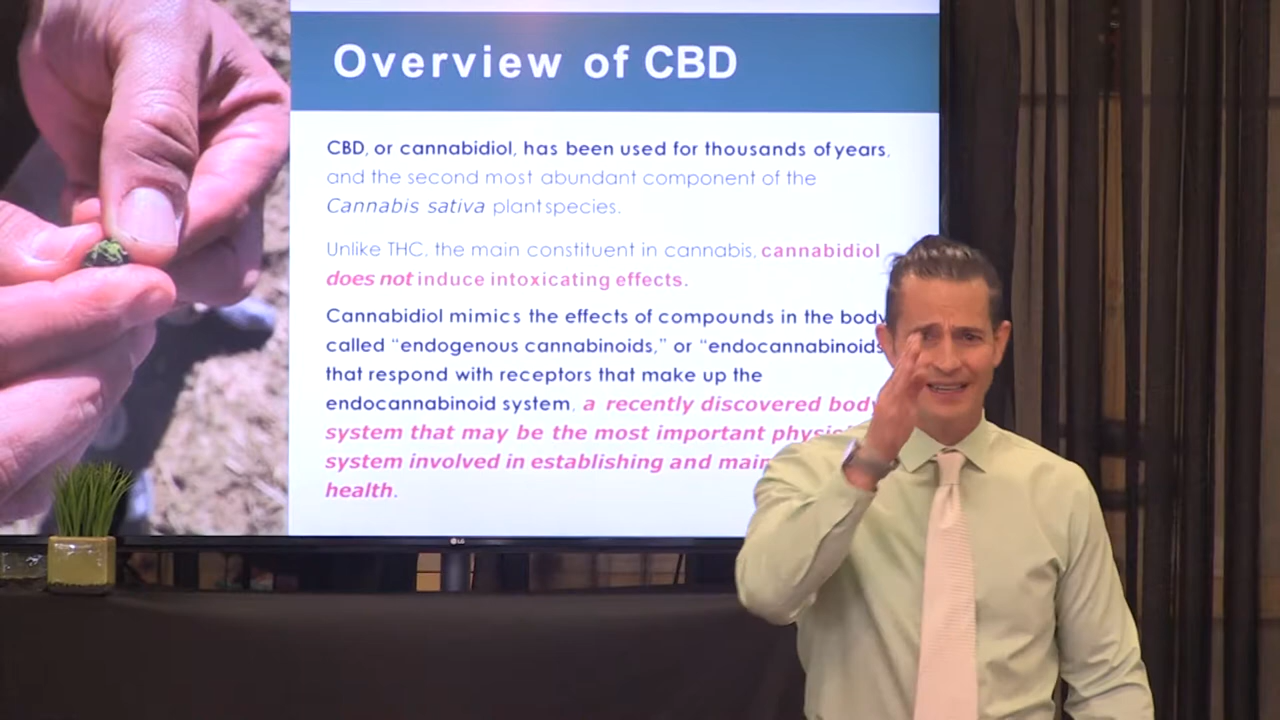 Overview of CBD
CBD, or cannabidiol, has been used for thousands of years,
and the second most abundant component of the
Cannabis sativa plantspecies.
Unlike THC, the main constituent in cannabis, cannabidiol
does not induce intoxicating effects.
Cannabidiol mimics the effects of compounds in the body
called “endogenous cannabinoids,” or “endocannabinoids
that respond with receptors that make up the
endocannabinoid system, a recently discovered body
system that may be the most important
system involved in establishing and
health.
LG